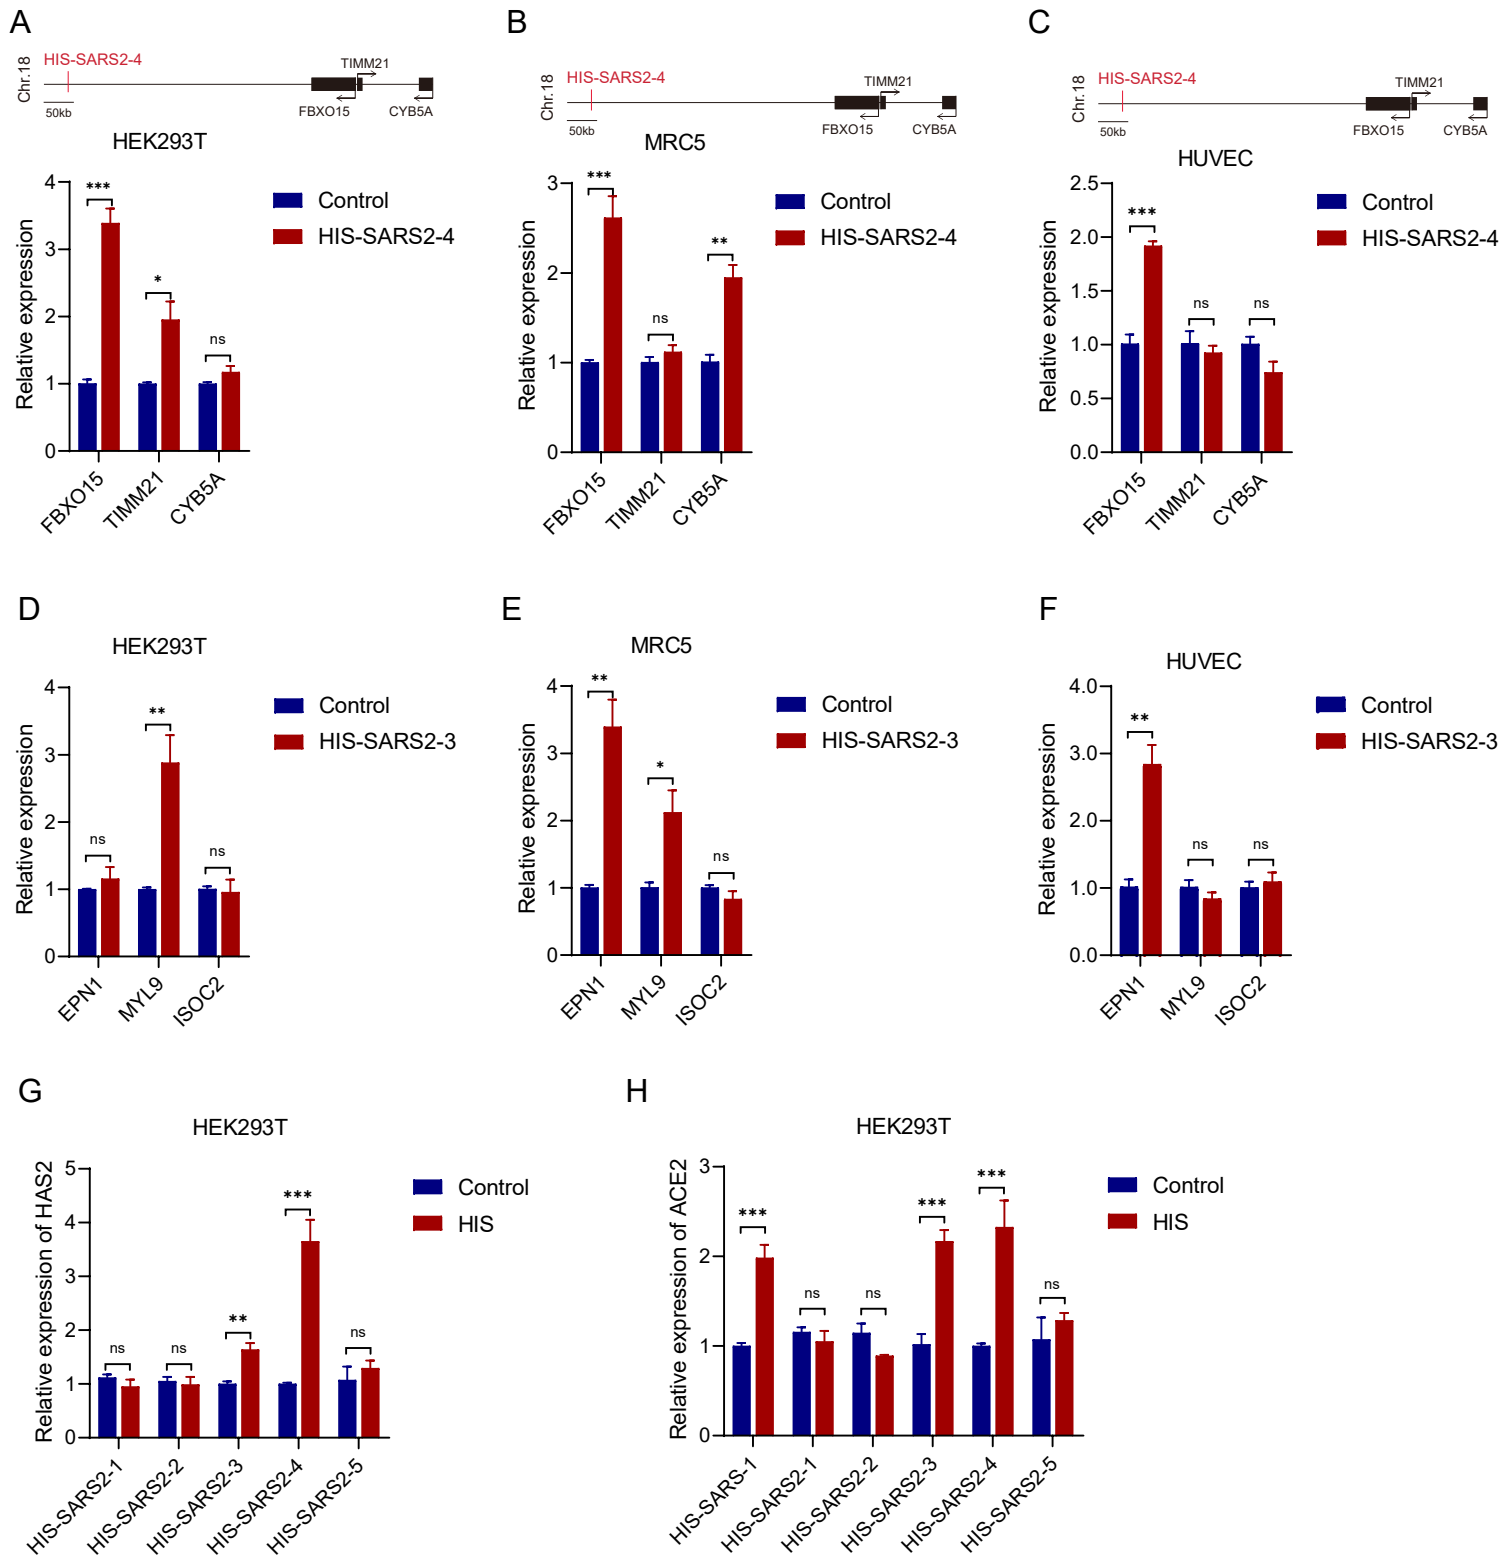 A
HIS-SARS2-4
Chr.18
TIMM21
50kb
FBXO15
CYB5A
HEK293T
Relative expression
4
3
2
1
0
***
*
ns
FBXO15
TIMM21
CYB5A
Control
HIS-SARS2-4
B
HIS-SARS2-4
Chr.18
TIMM21
50kb
FBXO15
CYB5A
MRC5
Relative expression
3
2
1
0
***
ns
**
FBXO15
TIMM21
CYB5A
Control
HIS-SARS2-4
C
HIS-SARS2-4
Chr.18
TIMM21
50kb
FBXO15
CYB5A
HUVEC
Relative expression
2.5
2.0
1.5
1.0
0.5
0.0
***
ns
ns
FBXO15
TIMM21
CYB5A
Control
HIS-SARS2-4
D
HEK293T
Relative expression
4
3
2
1
0
ns
**
ns
EPN1
MYL9
ISOC2
Control
HIS-SARS2-3
E
MRC5
Relative expression
4
3
2
1
0
**
*
ns
EPN1
MYL9
ISOC2
Control
HIS-SARS2-3
F
HUVEC
Relative expression
4.0
3.0
2.0
1.0
0.0
**
ns
ns
EPN1
MYL9
ISOC2
Control
HIS-SARS2-3
G
HEK293T
Relative expression of HAS2
5
4
3
2
1
0
ns
ns
**
***
ns
HIS-SARS2-1
HIS-SARS2-2
HIS-SARS2-3
HIS-SARS2-4
HIS-SARS2-5
Control
HIS
H
HEK293T
Relative expression of ACE2
3
2
1
0
***
ns
ns
***
***
ns
HIS-SARS-1
HIS-SARS2-1
HIS-SARS2-2
HIS-SARS2-3
HIS-SARS2-4
HIS-SARS2-5
Control
HIS